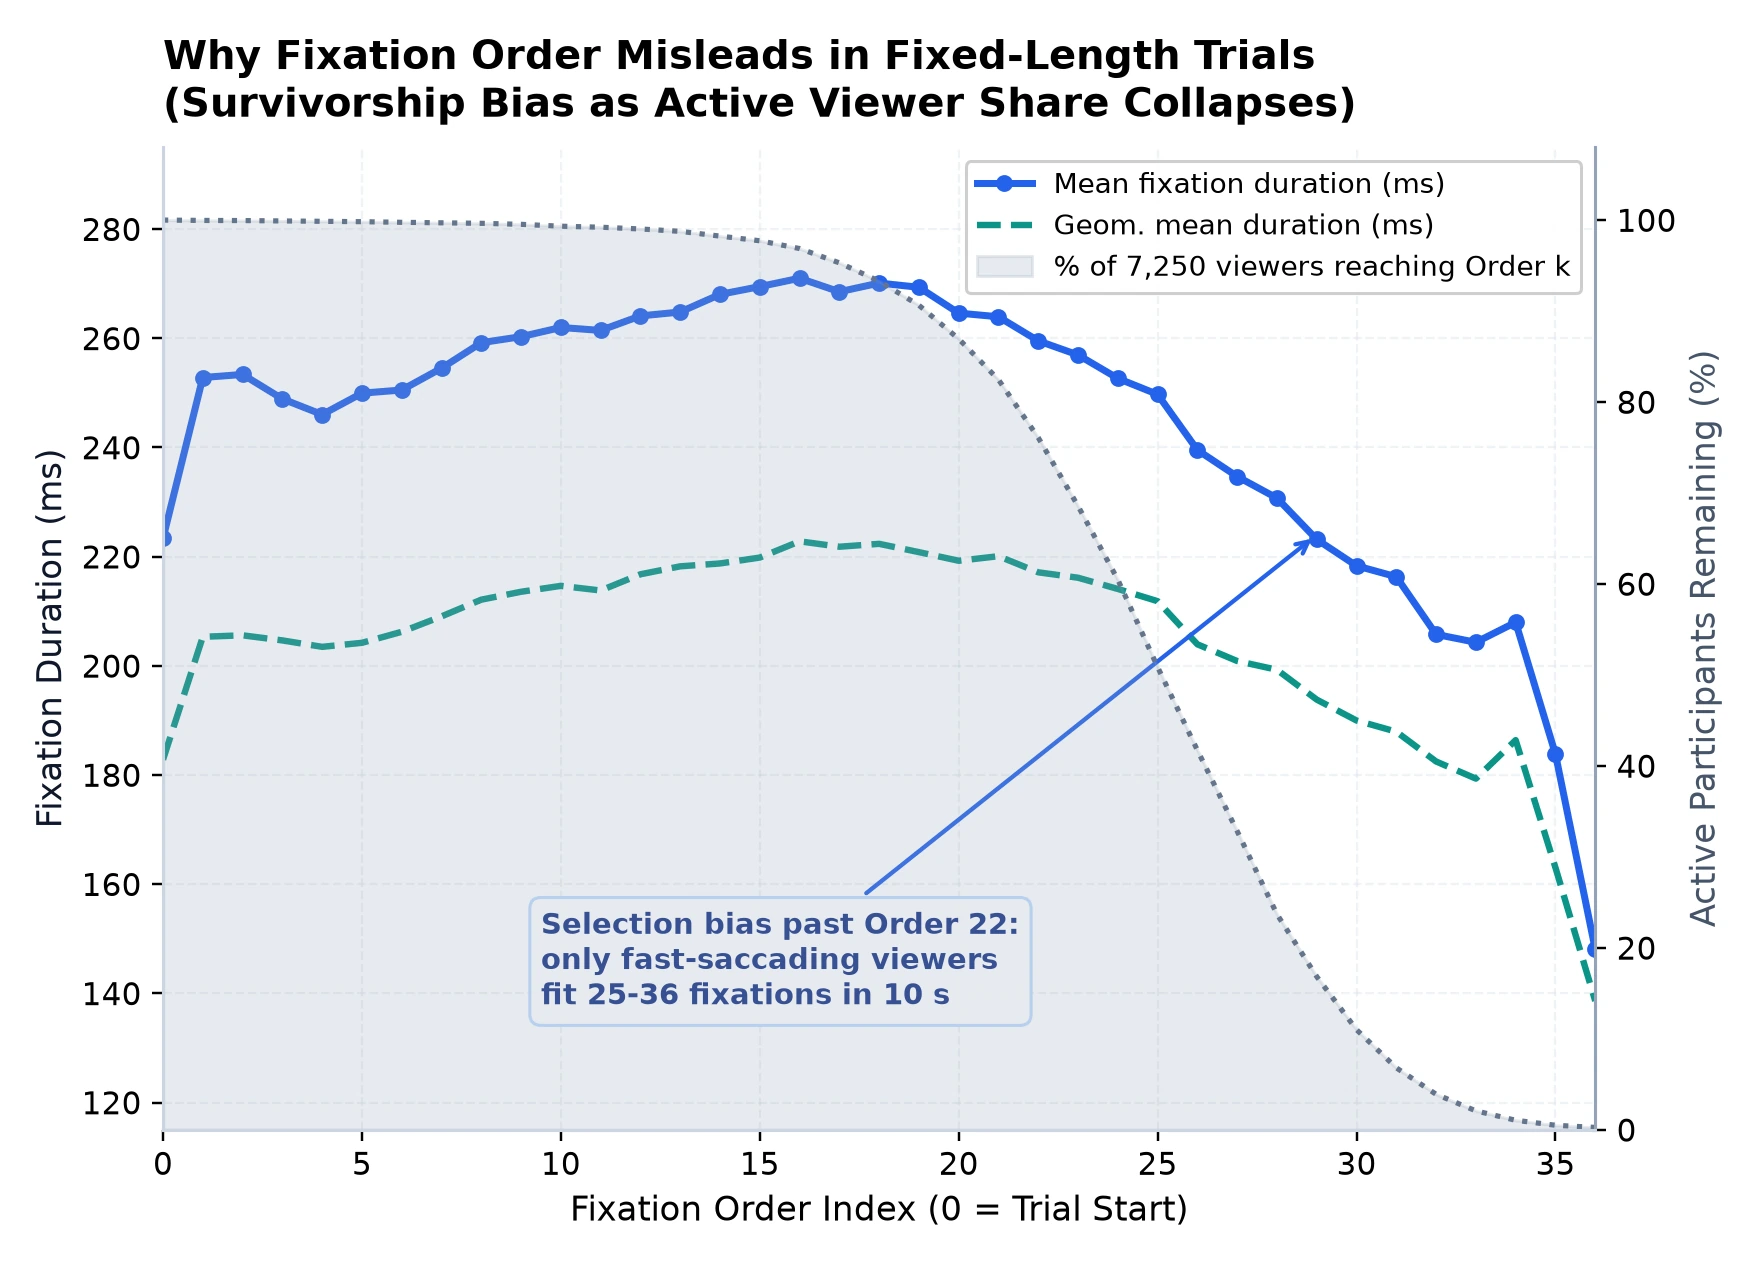 Why Fixation Order Misleads in Fixed-Length Trials
(Survivorship Bias as Active Viewer Share Collapses)
Mean fixation duration (ms)
Geom. mean duration (ms)
% of 7,250 viewers reaching Order k
Fixation Duration (ms)
280
260
240
220
200
180
160
140
120
100
80
60
40
20
0
Active Participants Remaining (%)
Selection bias past Order 22:
only fast-saccading viewers
fit 25-36 fixations in 10 s
0 5 10 15 20 25 30 35
Fixation Order Index (0 = Trial Start)